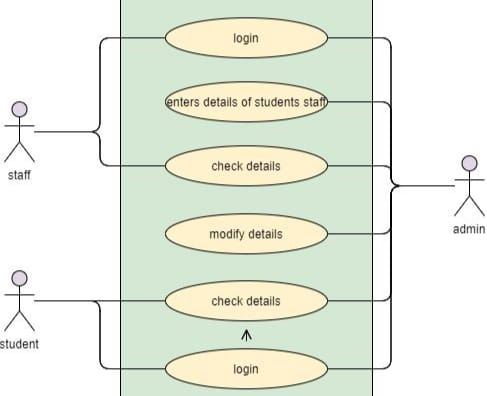 login
enters details of students staff
check details
staff
admin
modify details
check details
student
login